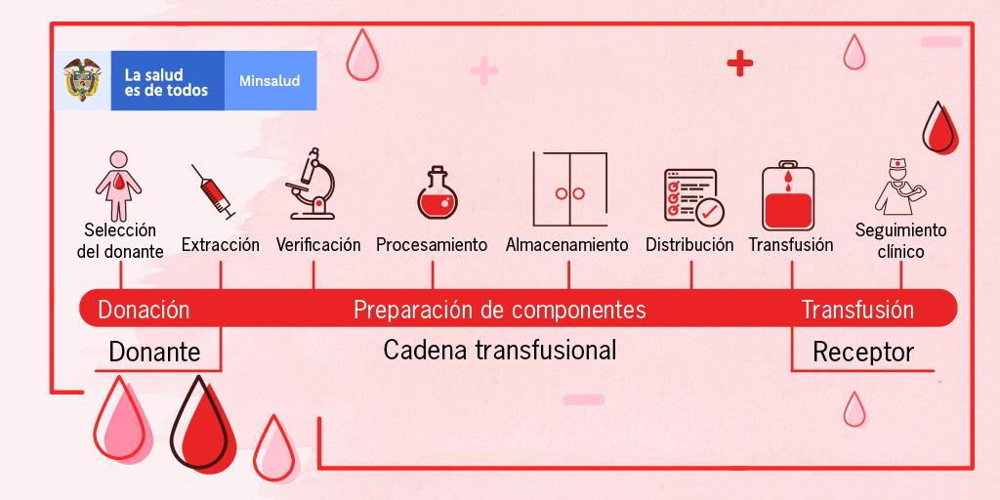 La salud
es de todos
Minsalud
Selección
del donante
Extracción
Verificación
Procesamiento
Almacenamiento
Distribución
Transfusión
Seguimiento
clínico
Donación
Preparación de componentes
Transfusión
Donante
Cadena transfusional
Receptor